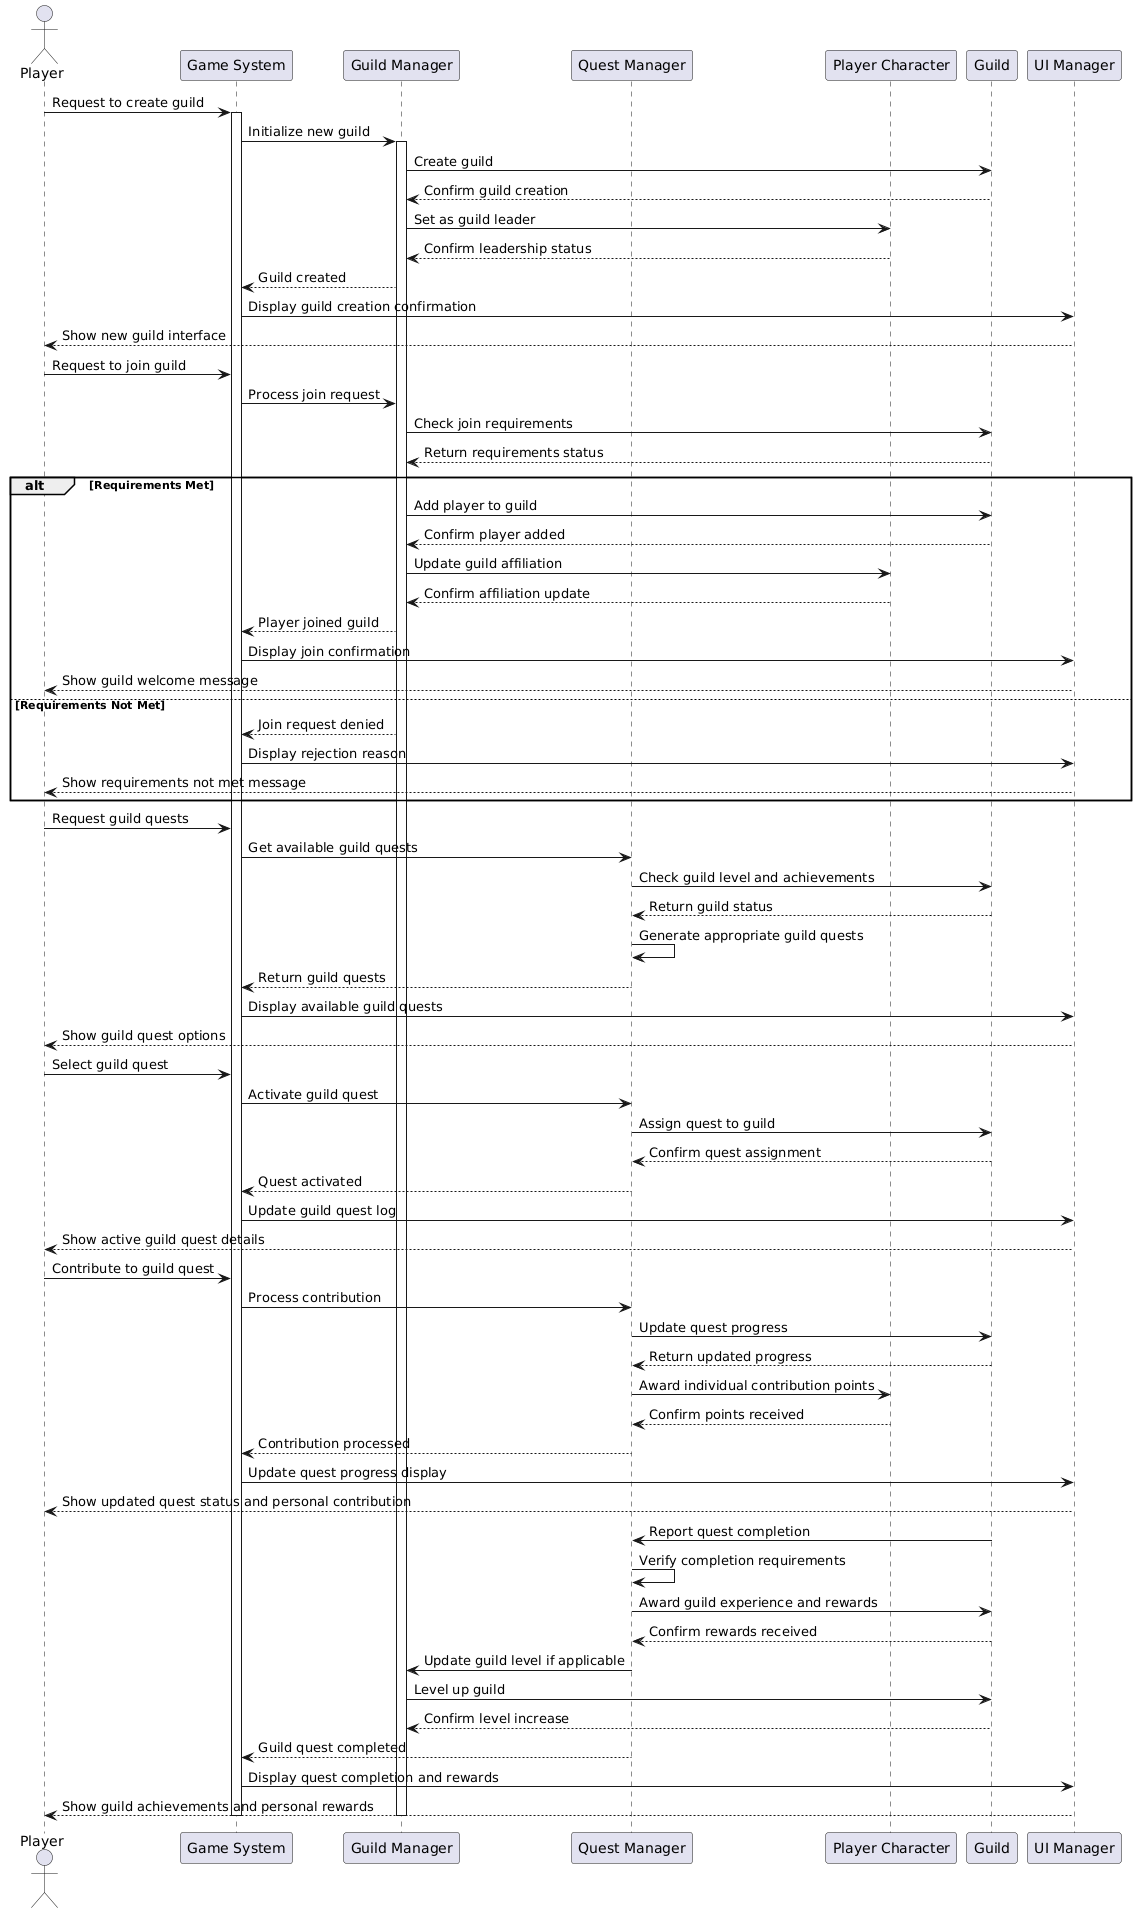 Player
Game System
Guild Manager
Quest Manager
Player Character
Guild
UI Manager
Request to create guild
Initialize new guild
Create guild
Confirm guild creation
Set as guild leader
Confirm leadership status
Guild created
Display guild creation confirmation
Show new guild interface
Request to join guild
Process join request
Check join requirements
Return requirements status
alt [Requirements Met]
Add player to guild
Confirm player added
Update guild affiliation
Confirm affiliation update
Player joined guild
Display join confirmation
Show guild welcome message
[Requirements Not Met]
Join request denied
Display rejection reason
Show requirements not met message
Request guild quests
Get available guild quests
Check guild level and achievements
Return guild status
Generate appropriate guild quests
Return guild quests
Display available guild quests
Show guild quest options
Select guild quest
Activate guild quest
Assign quest to guild
Confirm quest assignment
Quest activated
Update guild quest log
Show active guild quest details
Contribute to guild quest
Process contribution
Update quest progress
Return updated progress
Award individual contribution points
Confirm points received
Contribution processed
Update quest progress display
Show updated quest status and personal contribution
Report quest completion
Verify completion requirements
Award guild experience and rewards
Confirm rewards received
Update guild level if applicable
Level up guild
Confirm level increase
Guild quest completed
Display quest completion and rewards
Show guild achievements and personal rewards
Player
Game System
Guild Manager
Quest Manager
Player Character
Guild
UI Manager